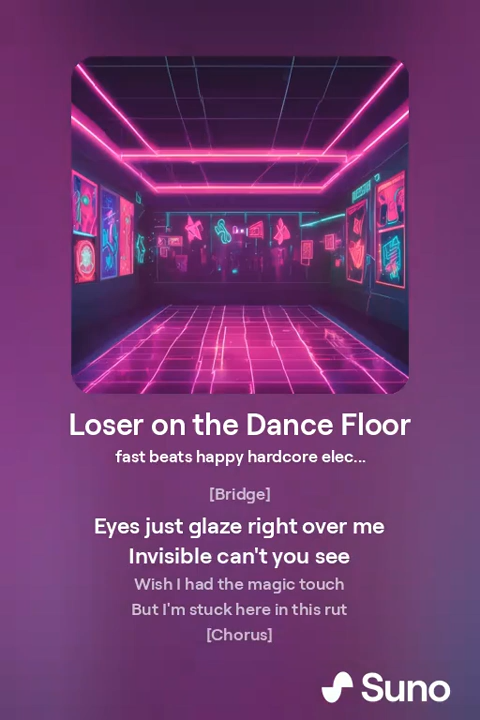 Loser on the Dance Floor
fast beats happy hardcore elec...
[Bridge]
Eyes just glaze right over me
Invisible can't you see
Wish I had the magic touch
But I'm stuck here in this rut
[Chorus]
Suno